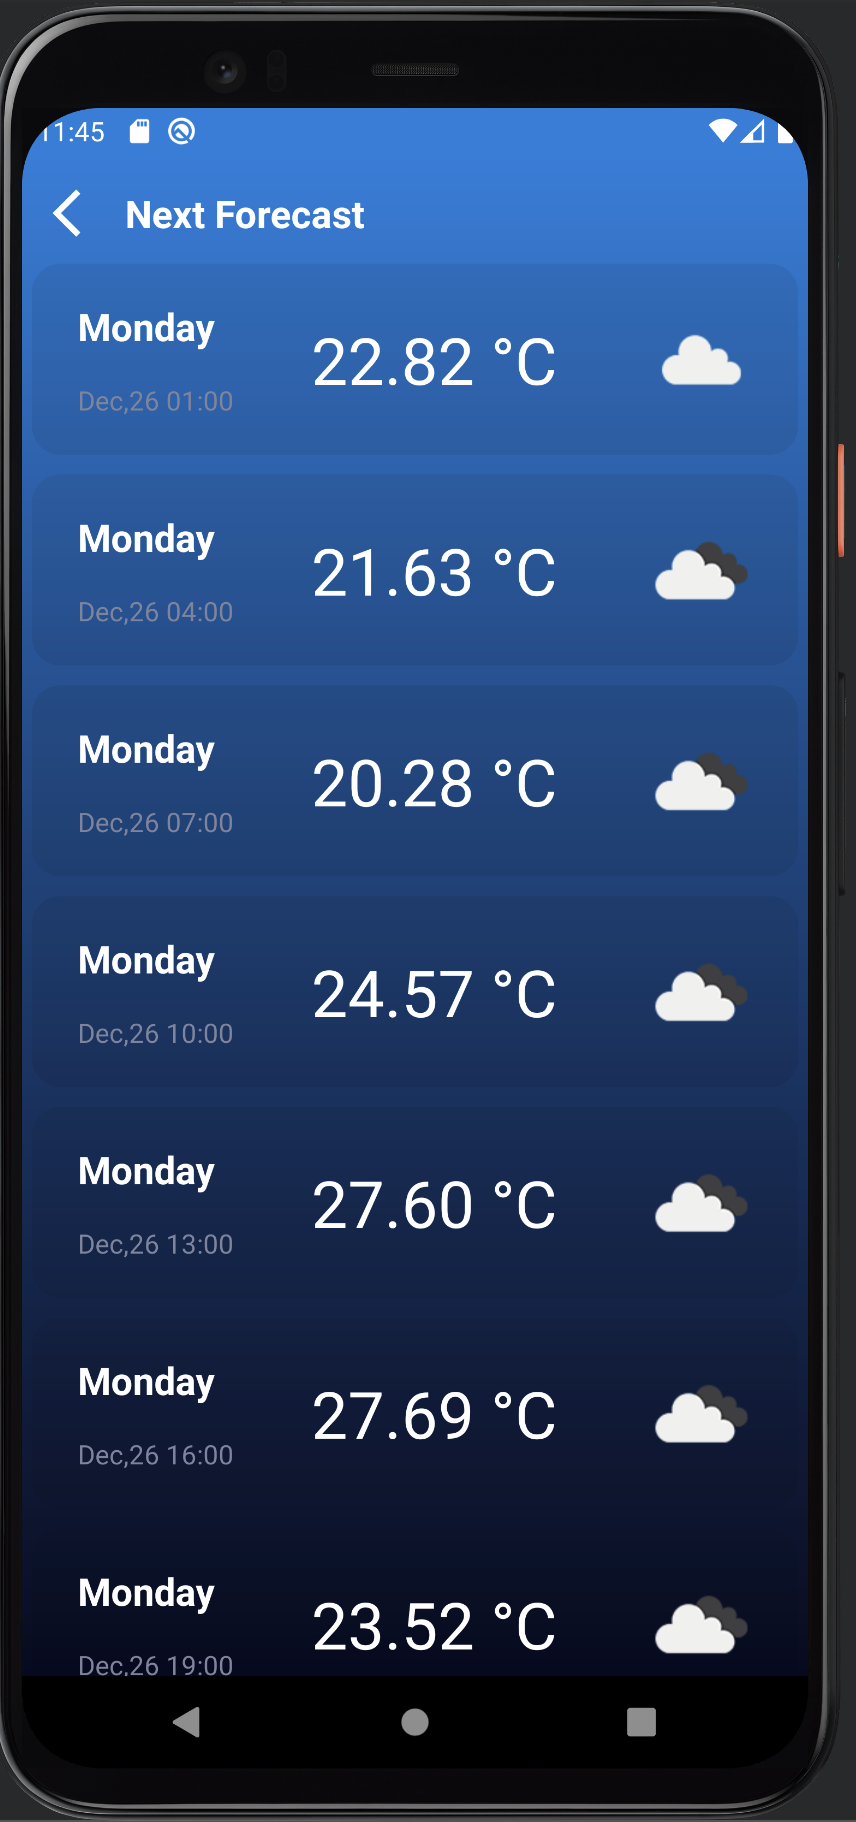 11:45
Next Forecast
Monday
22.82 °C
Dec,26 01:00
Monday
21.63 °C
Dec,26 04:00
Monday
20.28 °C
Dec,26 07:00
Monday
24.57 °C
Dec,26 10:00
Monday
27.60 °C
Dec,26 13:00
Monday
27.69 °C
Dec,26 16:00
Monday
23.52 °C
Dec,26 19:00